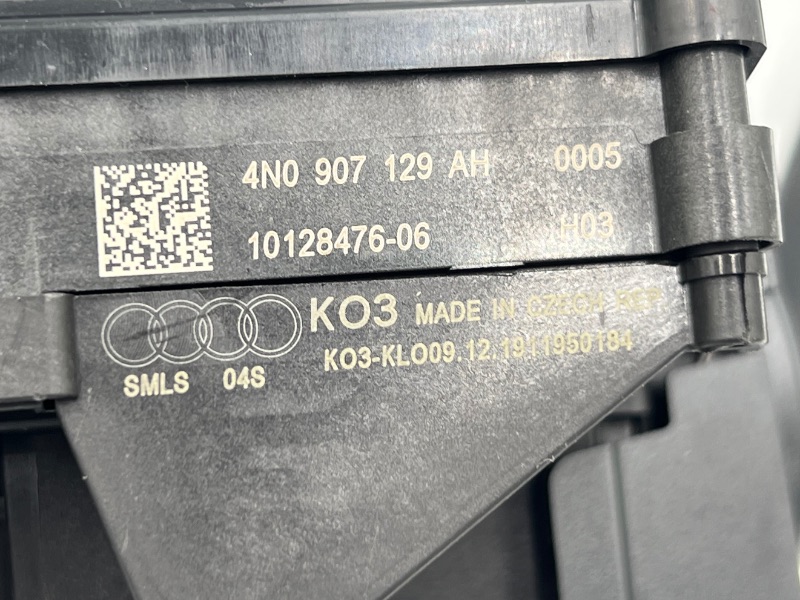 4N0 907 129 AH 0005
10128476-06 H03
KO3 MADE IN CZECH REP
KO3-KLO09.12.1911950184
SMLS 04S